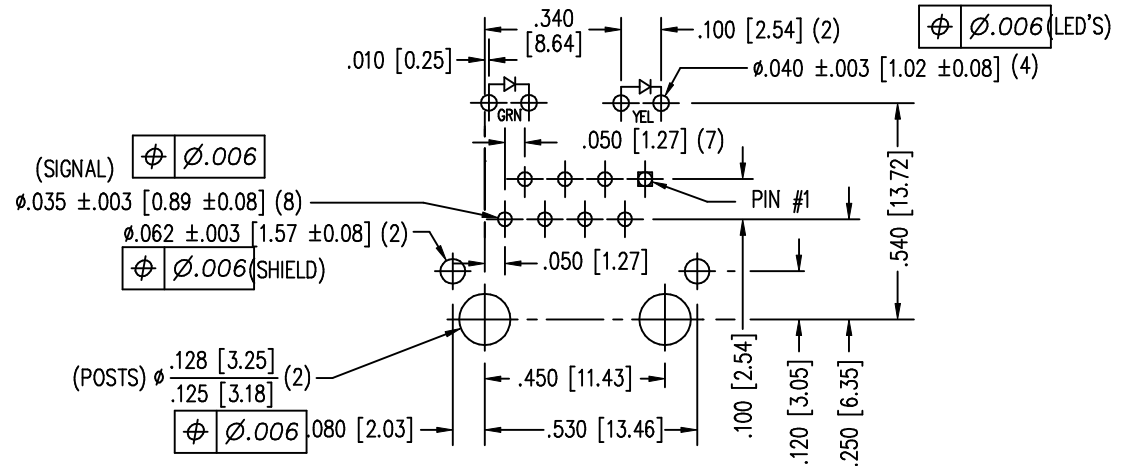 .340
[8.64]
.100 [2.54] (2)
⌖ Ø.006 (LED'S)
.010 [0.25]
Ø.040 ±.003 [1.02 ±0.08] (4)
GRN
YEL
.050 [1.27] (7)
(SIGNAL) ⌖ Ø.006
Ø.035 ±.003 [0.89 ±0.08] (8)
PIN #1
.540 [13.72]
Ø.062 ±.003 [1.57 ±0.08] (2)
⌖ Ø.006 (SHIELD)
.050 [1.27]
(POSTS) Ø .128 [3.25]
.125 [3.18] (2)
⌖ Ø.006
.080 [2.03]
.450 [11.43]
.530 [13.46]
.100 [2.54]
.120 [3.05]
.250 [6.35]